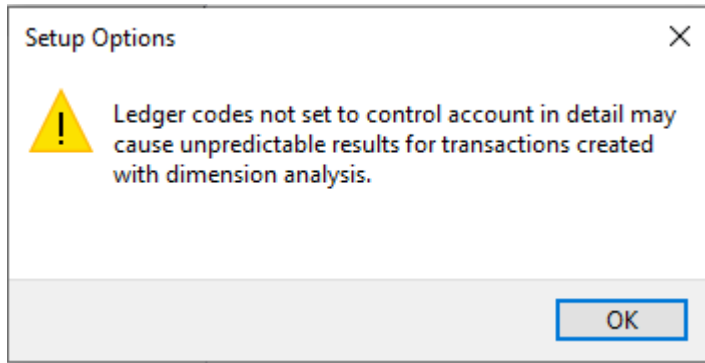 Setup Options
Ledger codes not set to control account in detail may
cause unpredictable results for transactions created
with dimension analysis.
OK